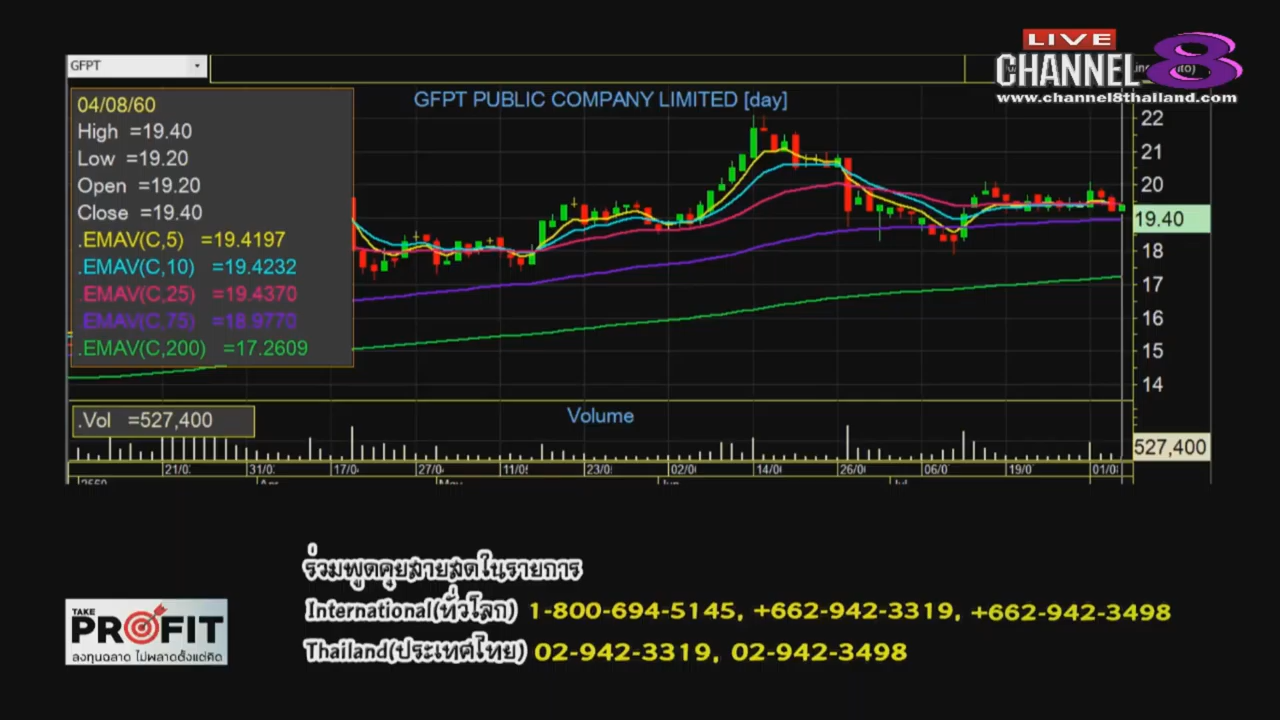 LIVE
CHANNEL 8
www.channel8thailand.com
GFPT
GFPT PUBLIC COMPANY LIMITED [day]
04/08/60
High =19.40
Low =19.20
Open =19.20
Close =19.40
.EMAV(C,5) =19.4197
.EMAV(C,10) =19.4232
.EMAV(C,25) =19.4370
.EMAV(C,75) =18.9770
.EMAV(C,200) =17.2609
22
21
20
19.40
18
17
16
15
14
.Vol =527,400
Volume
527,400
21/0 31/0 17/0 27/0 11/0 23/0 02/0 14/0 26/0 06/0 19/0 01/0
2560 Apr May Jun Jul
ร่วมพูดคุยสายสดในรายการ
International(ทั่วโลก) 1-800-694-5145, +662-942-3319, +662-942-3498
Thailand(ประเทศไทย) 02-942-3319, 02-942-3498
TAKE
PROFIT
ลงทุนฉลาด ไม่พลาดตั้งแต่คิด